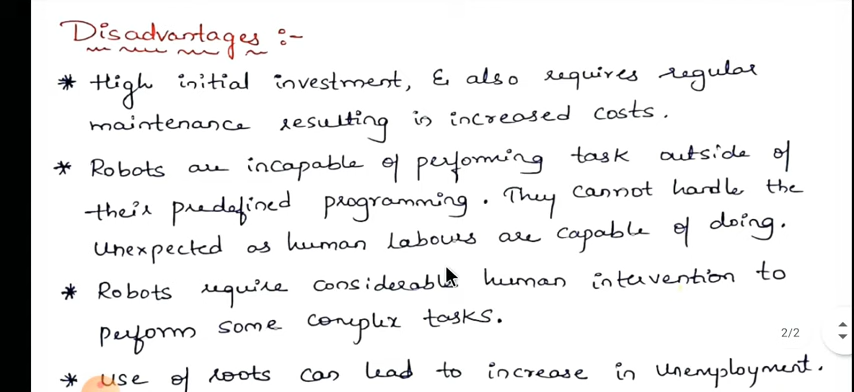 Disadvantages :-
* High initial investment, & also requires regular
maintenance resulting in increased costs.
* Robots are incapable of performing task outside of
their predefined programming. They cannot handle the
unexpected as human labours are capable of doing.
* Robots require considerable human intervention to
perform some complex tasks.
2/2
* Use of roots can lead to increase in unemployment.